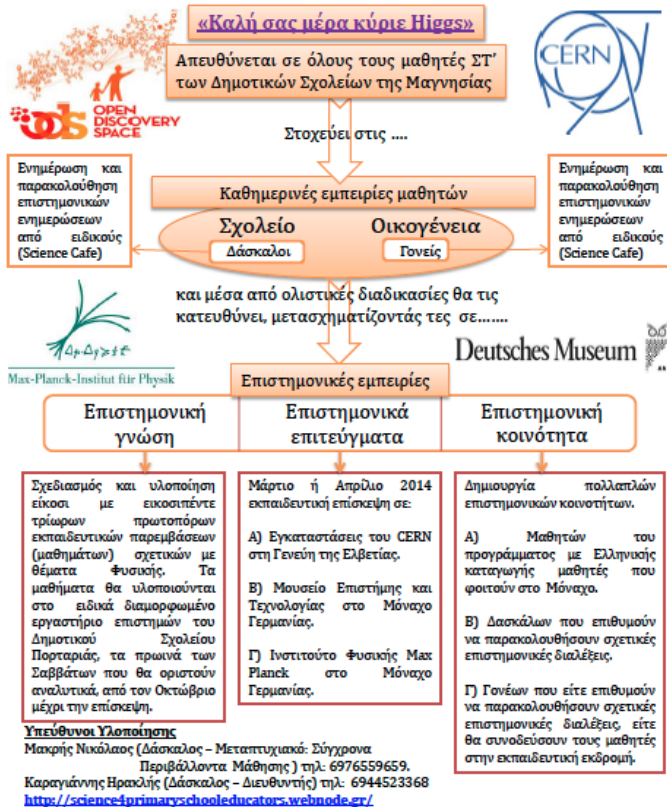 «Καλή σας μέρα κύριε Higgs»
Απευθύνεται σε όλους τους μαθητές ΣΤ’
των Δημοτικών Σχολείων της Μαγνησίας
ods OPEN
DISCOVERY
SPACE
CERN
Στοχεύει στις ....
Ενημέρωση και
παρακολούθηση
επιστημονικών
ενημερώσεων
από ειδικούς
(Science Cafe)
Καθημερινές εμπειρίες μαθητών
Σχολείο
Δάσκαλοι
Οικογένεια
Γονείς
Ενημέρωση και
παρακολούθηση
επιστημονικών
ενημερώσεων
από ειδικούς
(Science Cafe)
και μέσα από ολιστικές διαδικασίες θα τις
κατευθύνει, μετασχηματίζοντάς τες σε.......
Δp·Δq≥½t
Max-Planck-Institut für Physik
Deutsches Museum
Επιστημονικές εμπειρίες
Επιστημονική
γνώση
Επιστημονικά
επιτεύγματα
Επιστημονική
κοινότητα
Σχεδιασμός και υλοποίηση
είκοσι με εικοσιπέντε
τρίωρων πρωτοπόρων
εκπαιδευτικών παρεμβάσεων
(μαθημάτων) σχετικών με
θέματα Φυσικής. Τα
μαθήματα θα υλοποιούνται
στο ειδικά διαμορφωμένο
εργαστήριο επιστημών του
Δημοτικού Σχολείου
Πορταριάς, τα πρωινά των
Σαββάτων που θα οριστούν
αναλυτικά, από τον Οκτώβριο
μέχρι την επίσκεψη.
Μάρτιο ή Απρίλιο 2014
εκπαιδευτική επίσκεψη σε:
Α) Εγκαταστάσεις του CERN
στη Γενεύη της Ελβετίας.
Β) Μουσείο Επιστήμης και
Τεχνολογίας στο Μόναχο
Γερμανίας.
Γ) Ινστιτούτο Φυσικής Max
Planck στο Μόναχο
Γερμανίας.
Δημιουργία πολλαπλών
επιστημονικών κοινοτήτων.
Α) Μαθητών του
προγράμματος με Ελληνικής
καταγωγής μαθητές που
φοιτούν στο Μόναχο.
Β) Δασκάλων που επιθυμούν
να παρακολουθήσουν σχετικές
επιστημονικές διαλέξεις.
Γ) Γονέων που είτε επιθυμούν
να παρακολουθήσουν σχετικές
επιστημονικές διαλέξεις, είτε
θα συνοδεύσουν τους μαθητές
στην εκπαιδευτική εκδρομή.
Υπεύθυνοι Υλοποίησης
Μακρής Νικόλαος (Δάσκαλος – Μεταπτυχιακό: Σύγχρονα
Περιβάλλοντα Μάθησης ) τηλ: 6976559659.
Καραγιάννης Ηρακλής (Δάσκαλος – Διευθυντής) τηλ: 6944523368
http://science4primaryschooleducators.webnode.gr/